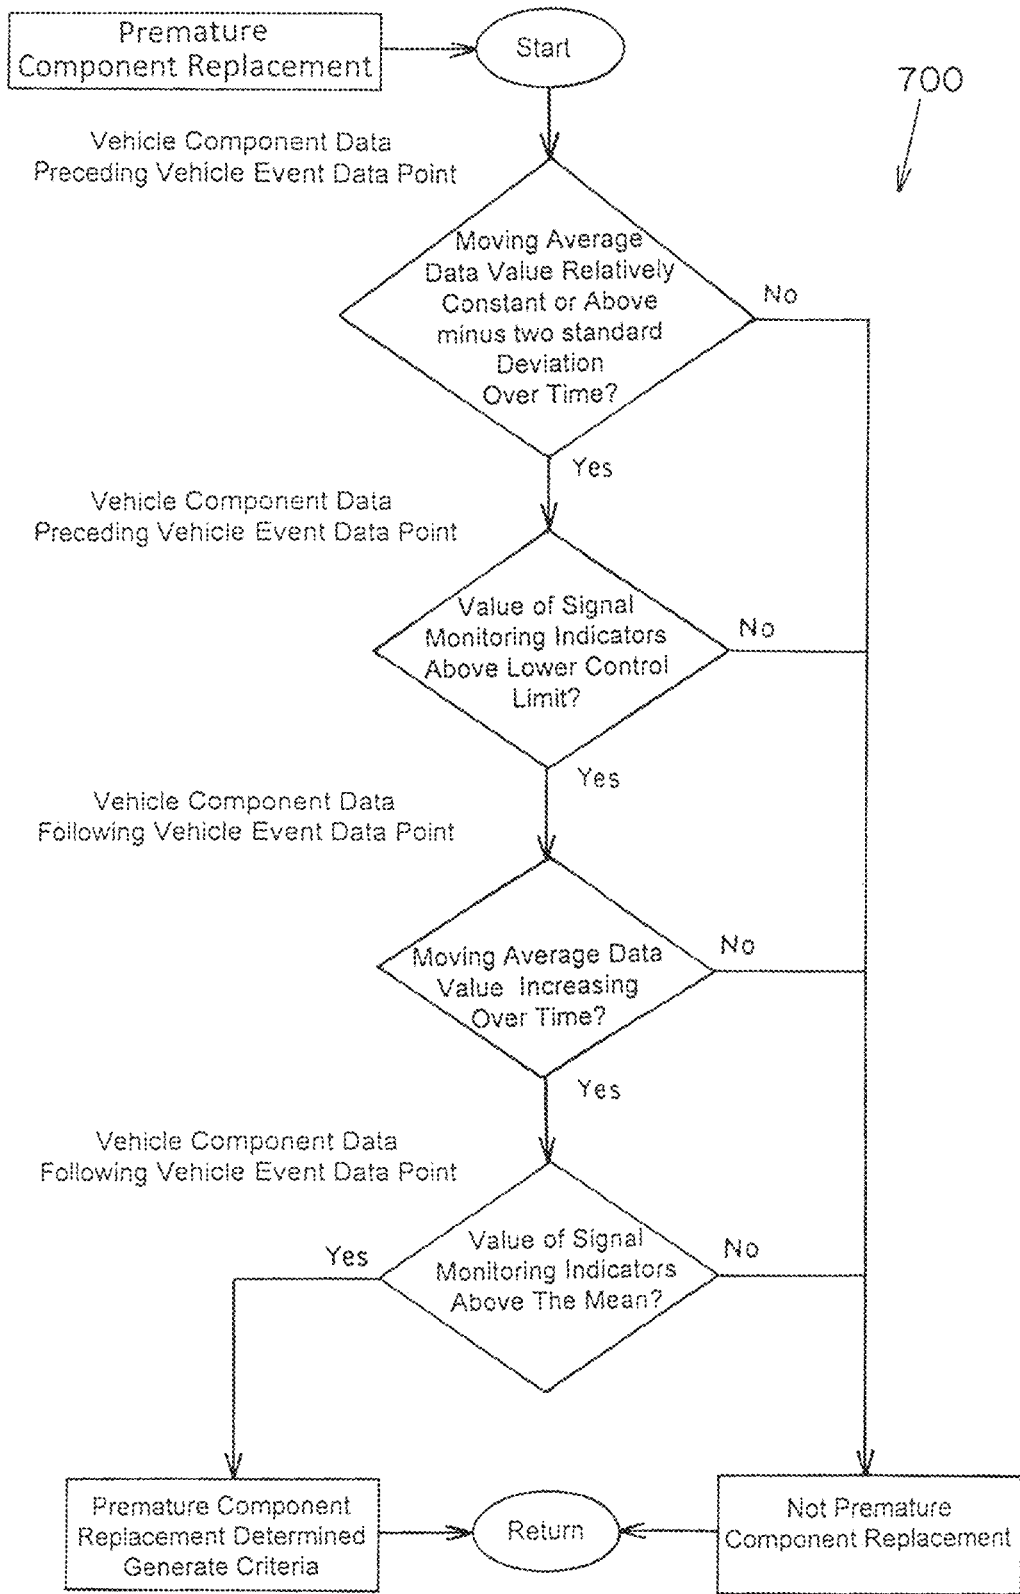 Premature
Component Replacement
Start
700
Vehicle Component Data
Preceding Vehicle Event Data Point
Moving Average
Data Value Relatively
Constant or Above
minus two standard
Deviation
Over Time?
No
Yes
Vehicle Component Data
Preceding Vehicle Event Data Point
Value of Signal
Monitoring Indicators
Above Lower Control
Limit?
No
Yes
Vehicle Component Data
Following Vehicle Event Data Point
Moving Average Data
Value Increasing
Over Time?
No
Yes
Vehicle Component Data
Following Vehicle Event Data Point
Value of Signal
Monitoring Indicators
Above The Mean?
Yes
No
Premature Component
Replacement Determined
Generate Criteria
Return
Not Premature
Component Replacement